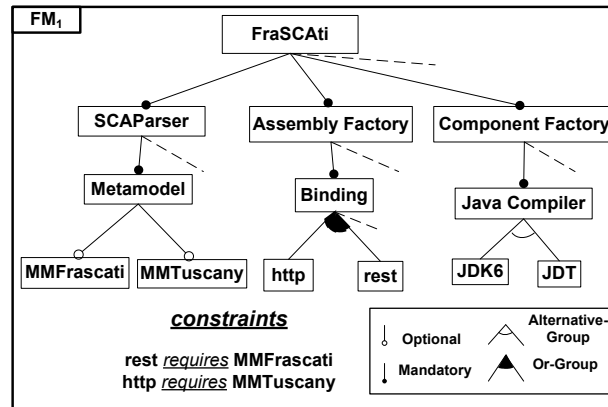 FM1
FraSCAti
SCAParser
Assembly Factory
Component Factory
Metamodel
Binding
Java Compiler
MMFrascati
MMTuscany
http
rest
JDK6
JDT
constraints
rest requires MMFrascati
http requires MMTuscany
Optional
Mandatory
Alternative-
Group
Or-Group